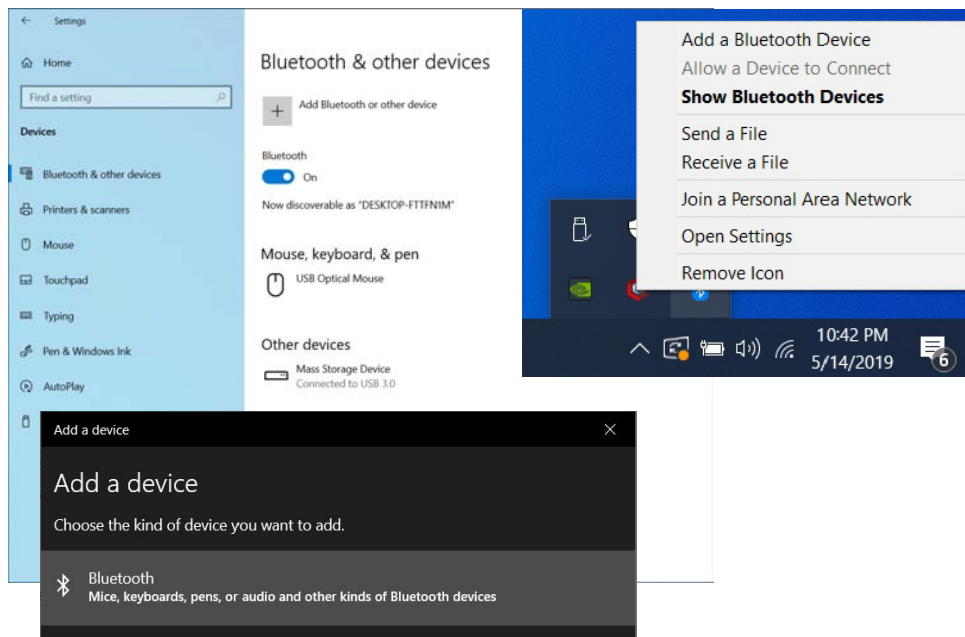 Settings
Home
Find a setting
Devices
Bluetooth & other devices
Printers & scanners
Mouse
Touchpad
Typing
Pen & Windows Ink
AutoPlay
Bluetooth & other devices
Add Bluetooth or other device
Bluetooth
On
Now discoverable as "DESKTOP-FTTFN1M"
Mouse, keyboard, & pen
USB Optical Mouse
Other devices
Mass Storage Device
Connected to USB 3.0
Add a Bluetooth Device
Allow a Device to Connect
Show Bluetooth Devices
Send a File
Receive a File
Join a Personal Area Network
Open Settings
Remove Icon
10:42 PM
5/14/2019
6
Add a device
Add a device
Choose the kind of device you want to add.
Bluetooth
Mice, keyboards, pens, or audio and other kinds of Bluetooth devices